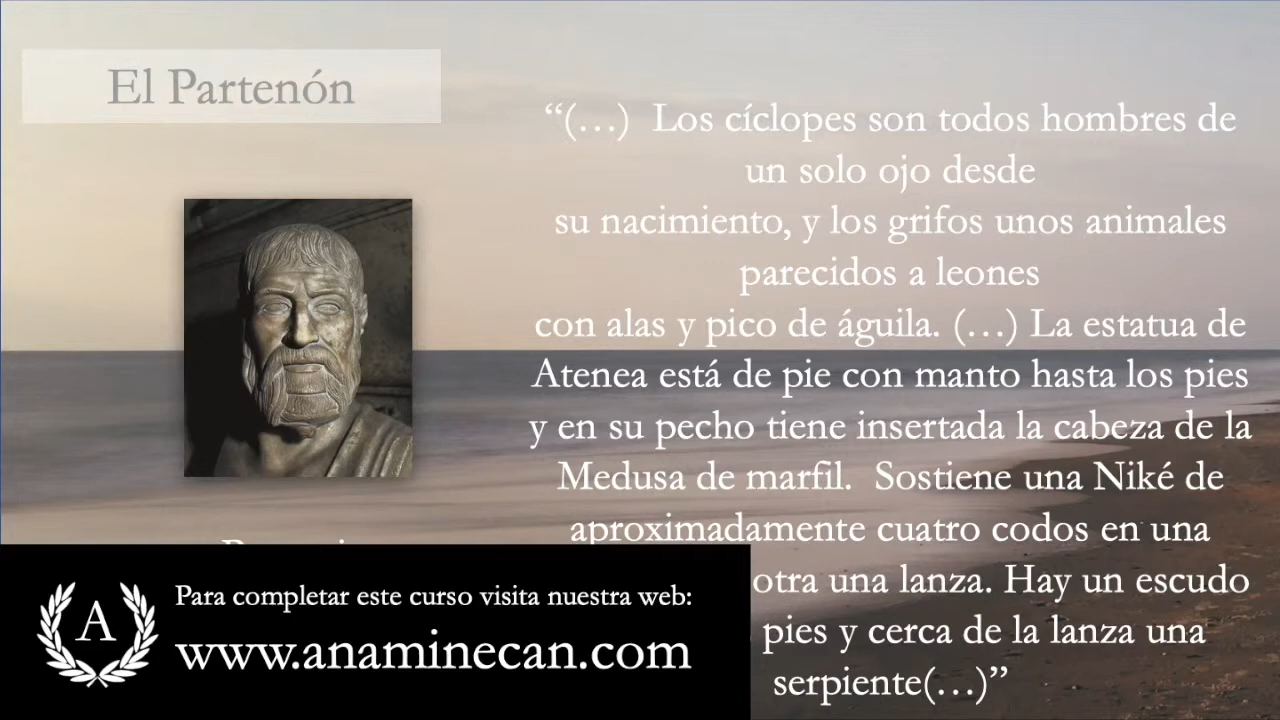 El Partenón
“(…) Los cíclopes son todos hombres de
un solo ojo desde
su nacimiento, y los grifos unos animales
parecidos a leones
con alas y pico de águila. (…) La estatua de
Atenea está de pie con manto hasta los pies
y en su pecho tiene insertada la cabeza de la
Medusa de marfil. Sostiene una Niké de
aproximadamente cuatro codos en una
otra una lanza. Hay un escudo
pies y cerca de la lanza una
serpiente(…)”
A
Para completar este curso visita nuestra web:
www.anaminecan.com